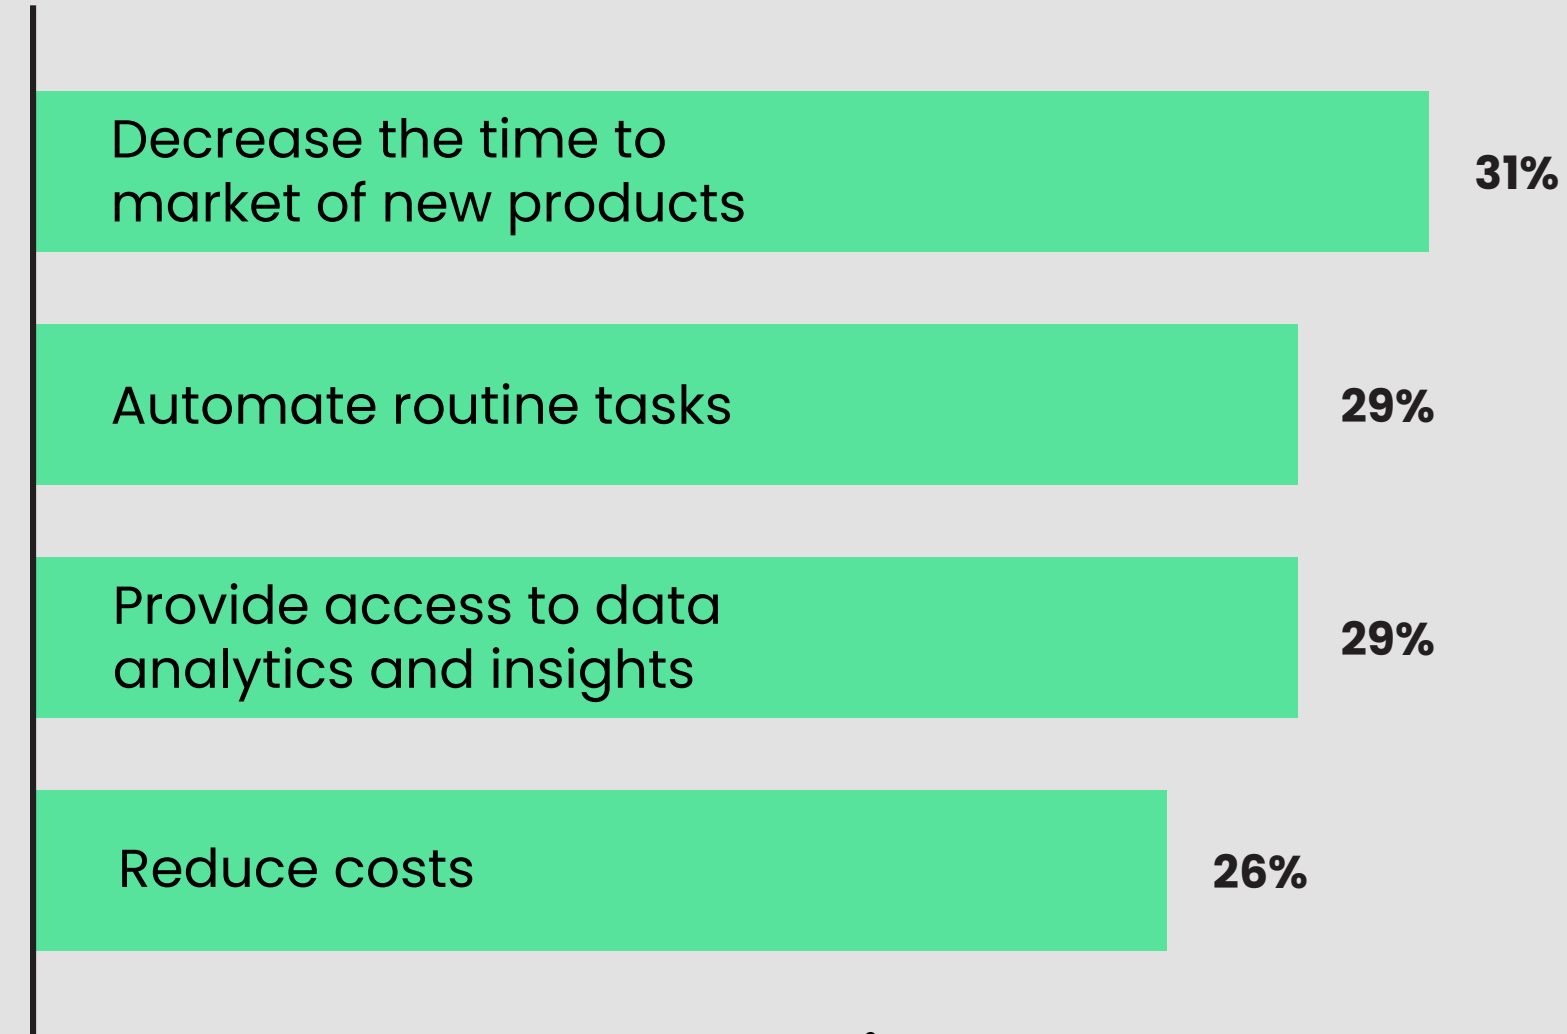 Decrease the time to
market of new products
31%
Automate routine tasks
29%
Provide access to data
analytics and insights
29%
Reduce costs
26%